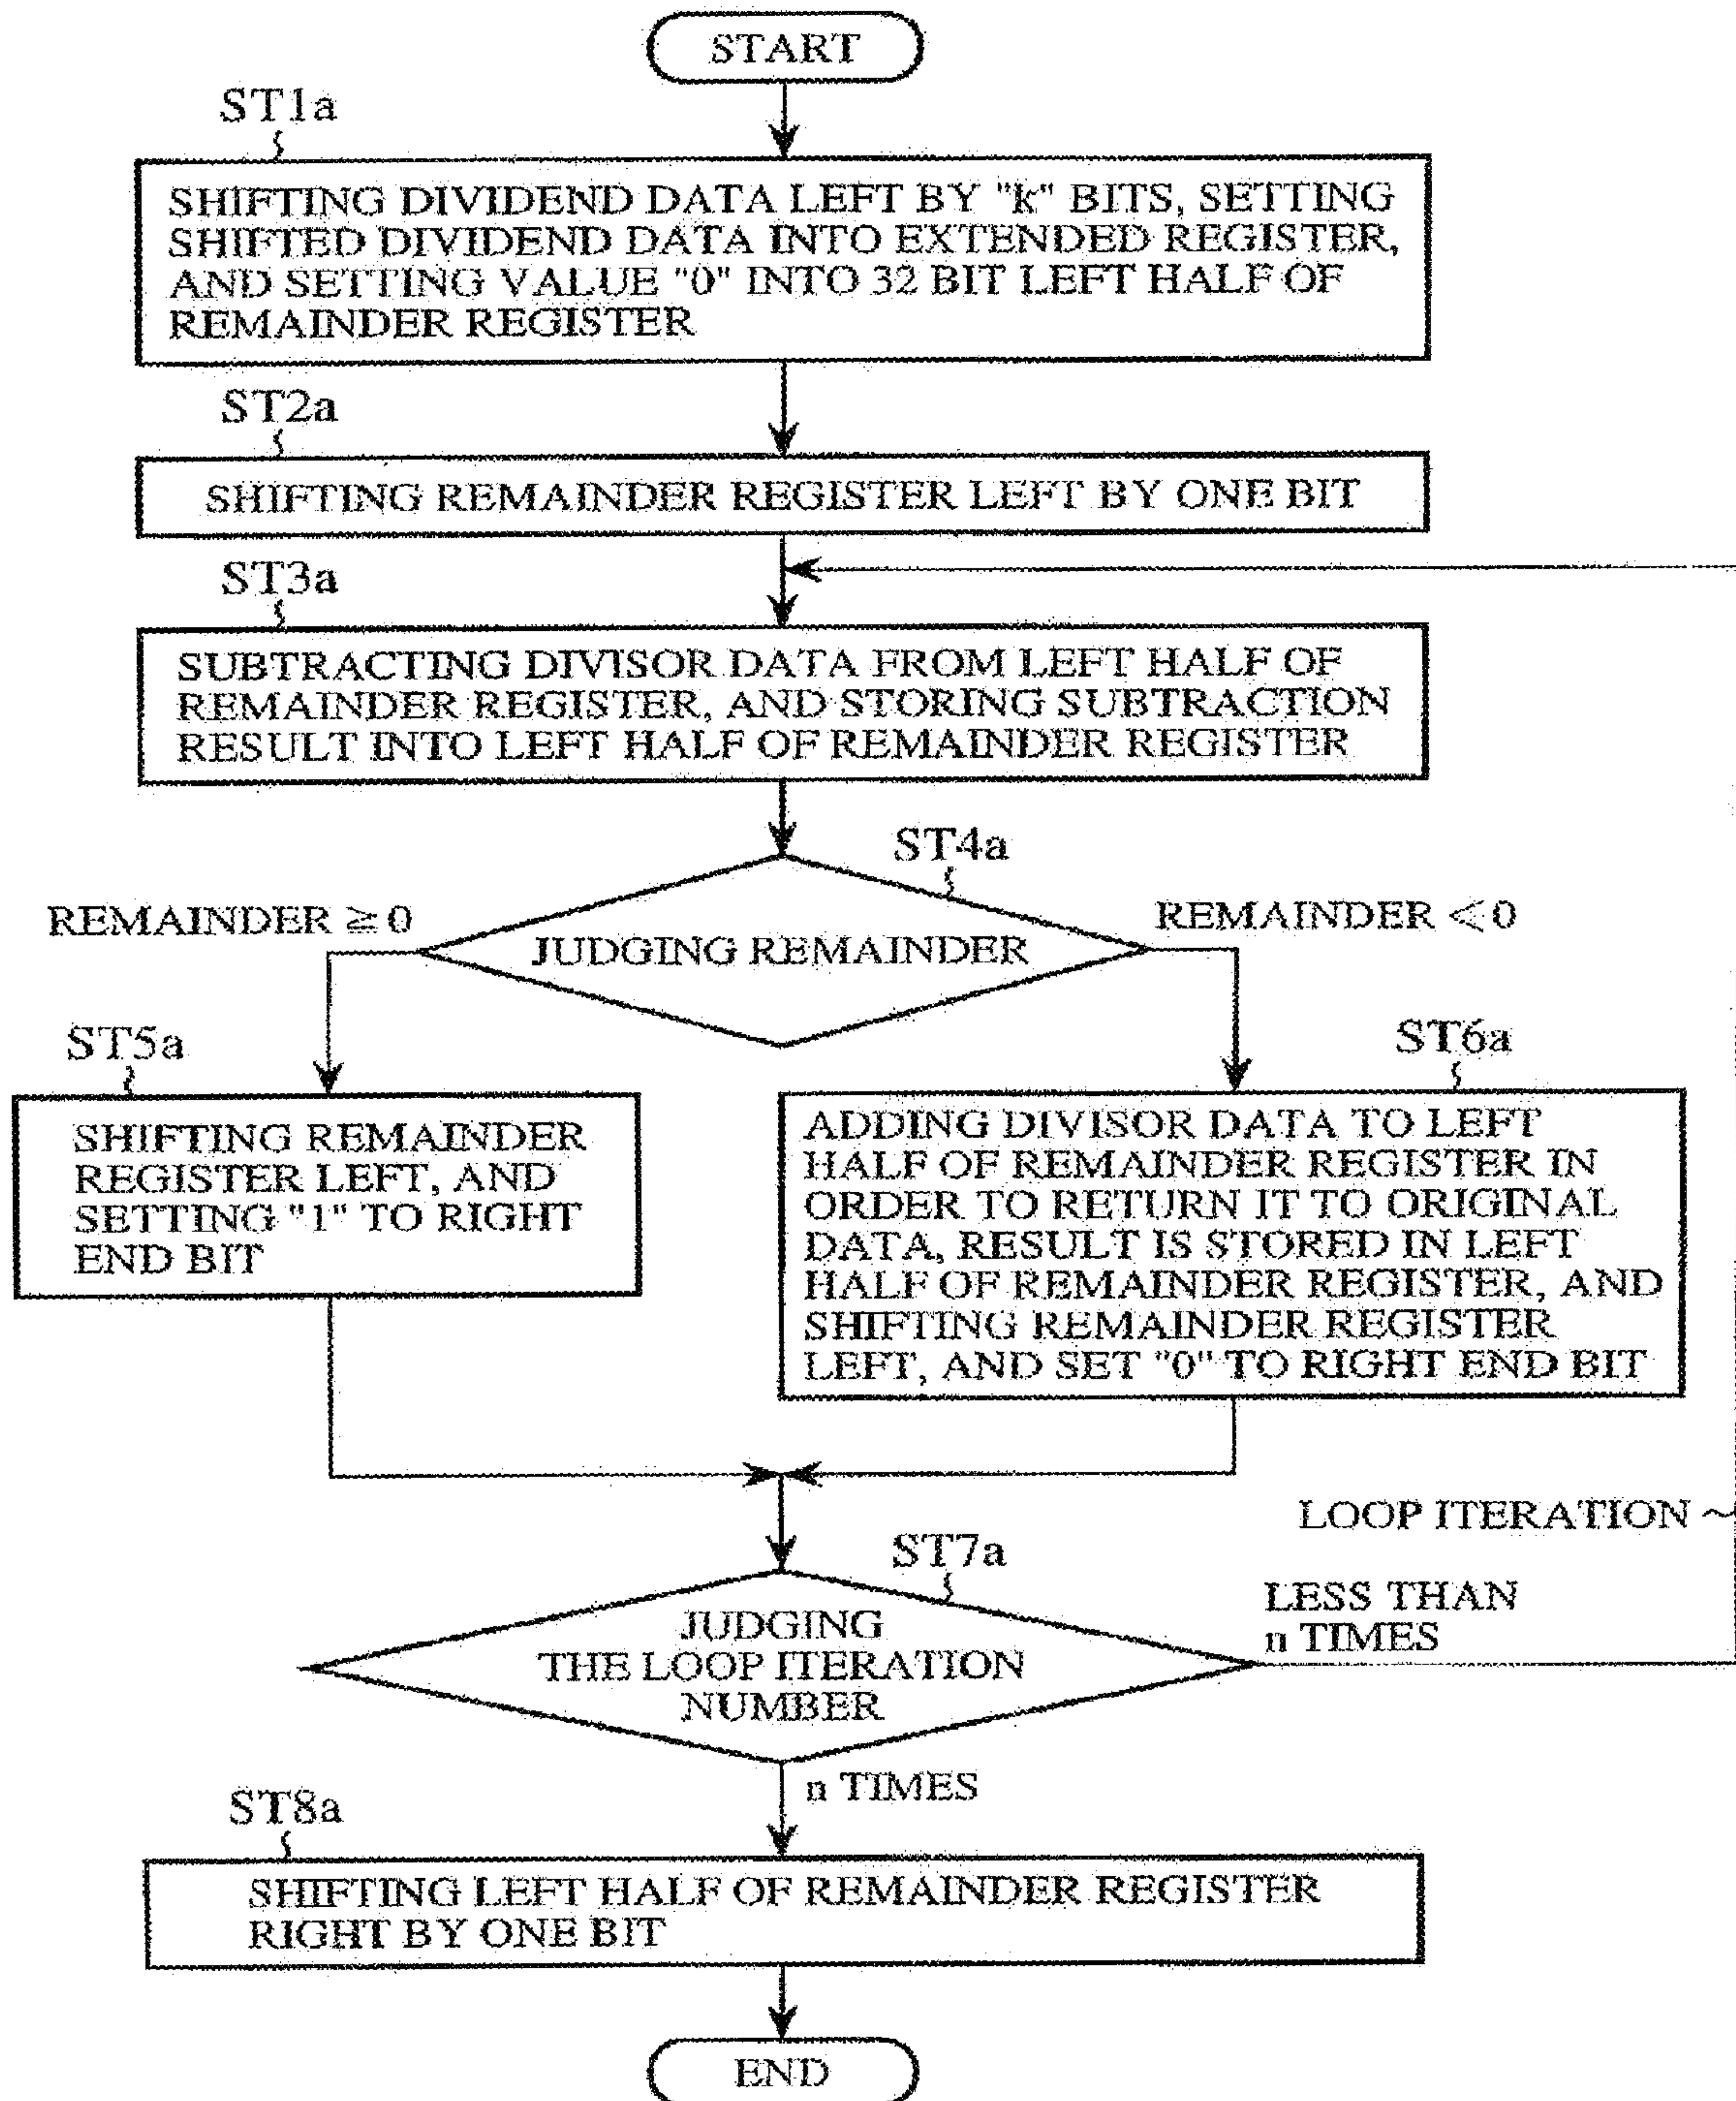 START
ST1a
SHIFTING DIVIDEND DATA LEFT BY "k" BITS, SETTING
SHIFTED DIVIDEND DATA INTO EXTENDED REGISTER,
AND SETTING VALUE "0" INTO 32 BIT LEFT HALF OF
REMAINDER REGISTER
ST2a
SHIFTING REMAINDER REGISTER LEFT BY ONE BIT
ST3a
SUBTRACTING DIVISOR DATA FROM LEFT HALF OF
REMAINDER REGISTER, AND STORING SUBTRACTION
RESULT INTO LEFT HALF OF REMAINDER REGISTER
ST4a
REMAINDER ≧ 0
JUDGING REMAINDER
REMAINDER < 0
ST5a
SHIFTING REMAINDER
REGISTER LEFT, AND
SETTING "1" TO RIGHT
END BIT
ST6a
ADDING DIVISOR DATA TO LEFT
HALF OF REMAINDER REGISTER IN
ORDER TO RETURN IT TO ORIGINAL
DATA, RESULT IS STORED IN LEFT
HALF OF REMAINDER REGISTER, AND
SHIFTING REMAINDER REGISTER
LEFT, AND SET "0" TO RIGHT END BIT
LOOP ITERATION
ST7a
JUDGING
THE LOOP ITERATION
NUMBER
LESS THAN
n TIMES
n TIMES
ST8a
SHIFTING LEFT HALF OF REMAINDER REGISTER
RIGHT BY ONE BIT
END